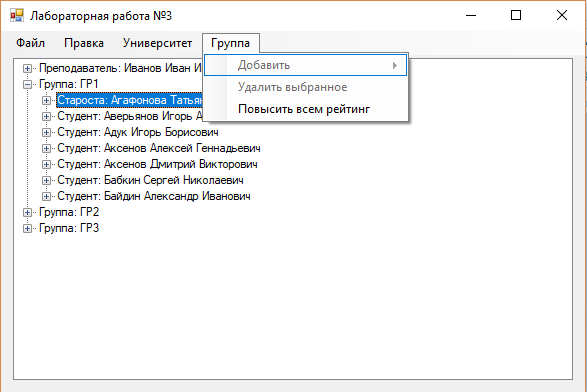 Лабораторная работа №3
Файл Правка Университет Группа
Добавить
Удалить выбранное
Повысить всем рейтинг
Преподаватель: Иванов Иван И
Группа: ГР1
Староста: Агафонова Татья
Студент: Аверьянов Игорь А
Студент: Адук Игорь Борисович
Студент: Аксенов Алексей Геннадьевич
Студент: Аксенов Дмитрий Викторович
Студент: Бабкин Сергей Николаевич
Студент: Байдин Александр Иванович
Группа: ГР2
Группа: ГР3